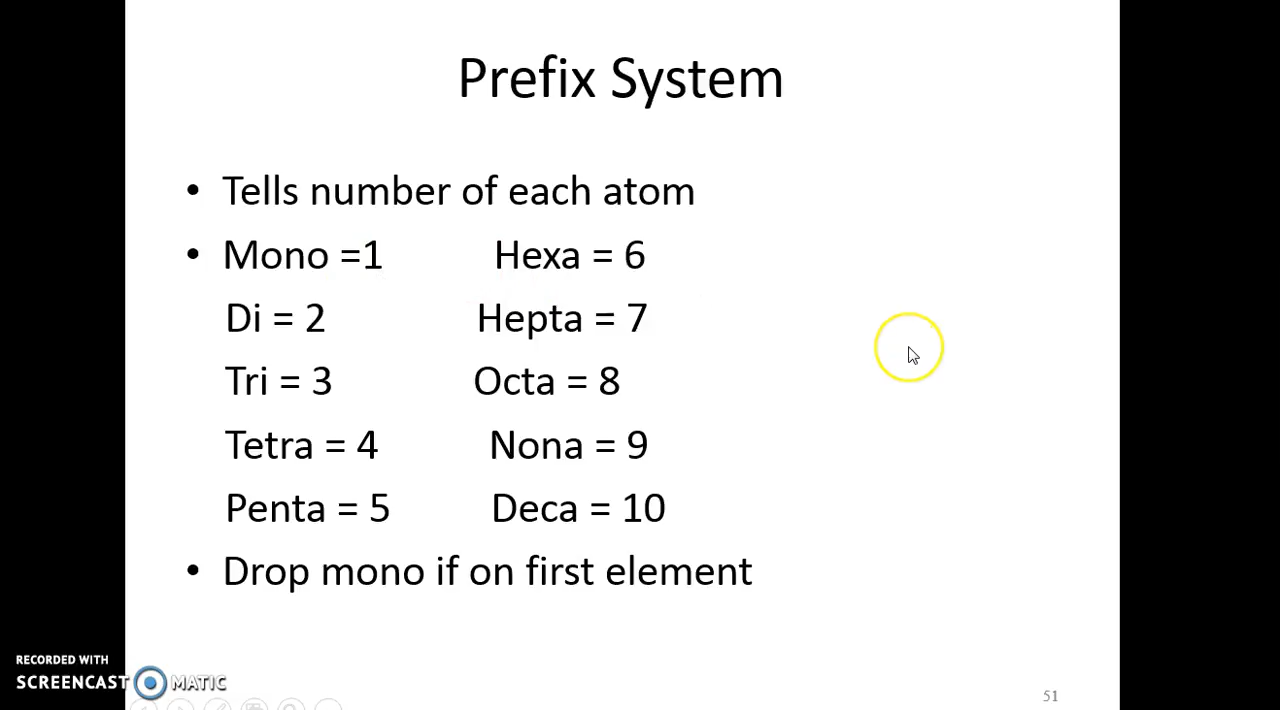 Prefix System
• Tells number of each atom
• Mono =1 Hexa = 6
Di = 2 Hepta = 7
Tri = 3 Octa = 8
Tetra = 4 Nona = 9
Penta = 5 Deca = 10
• Drop mono if on first element
RECORDED WITH
SCREENCAST MATIC
51